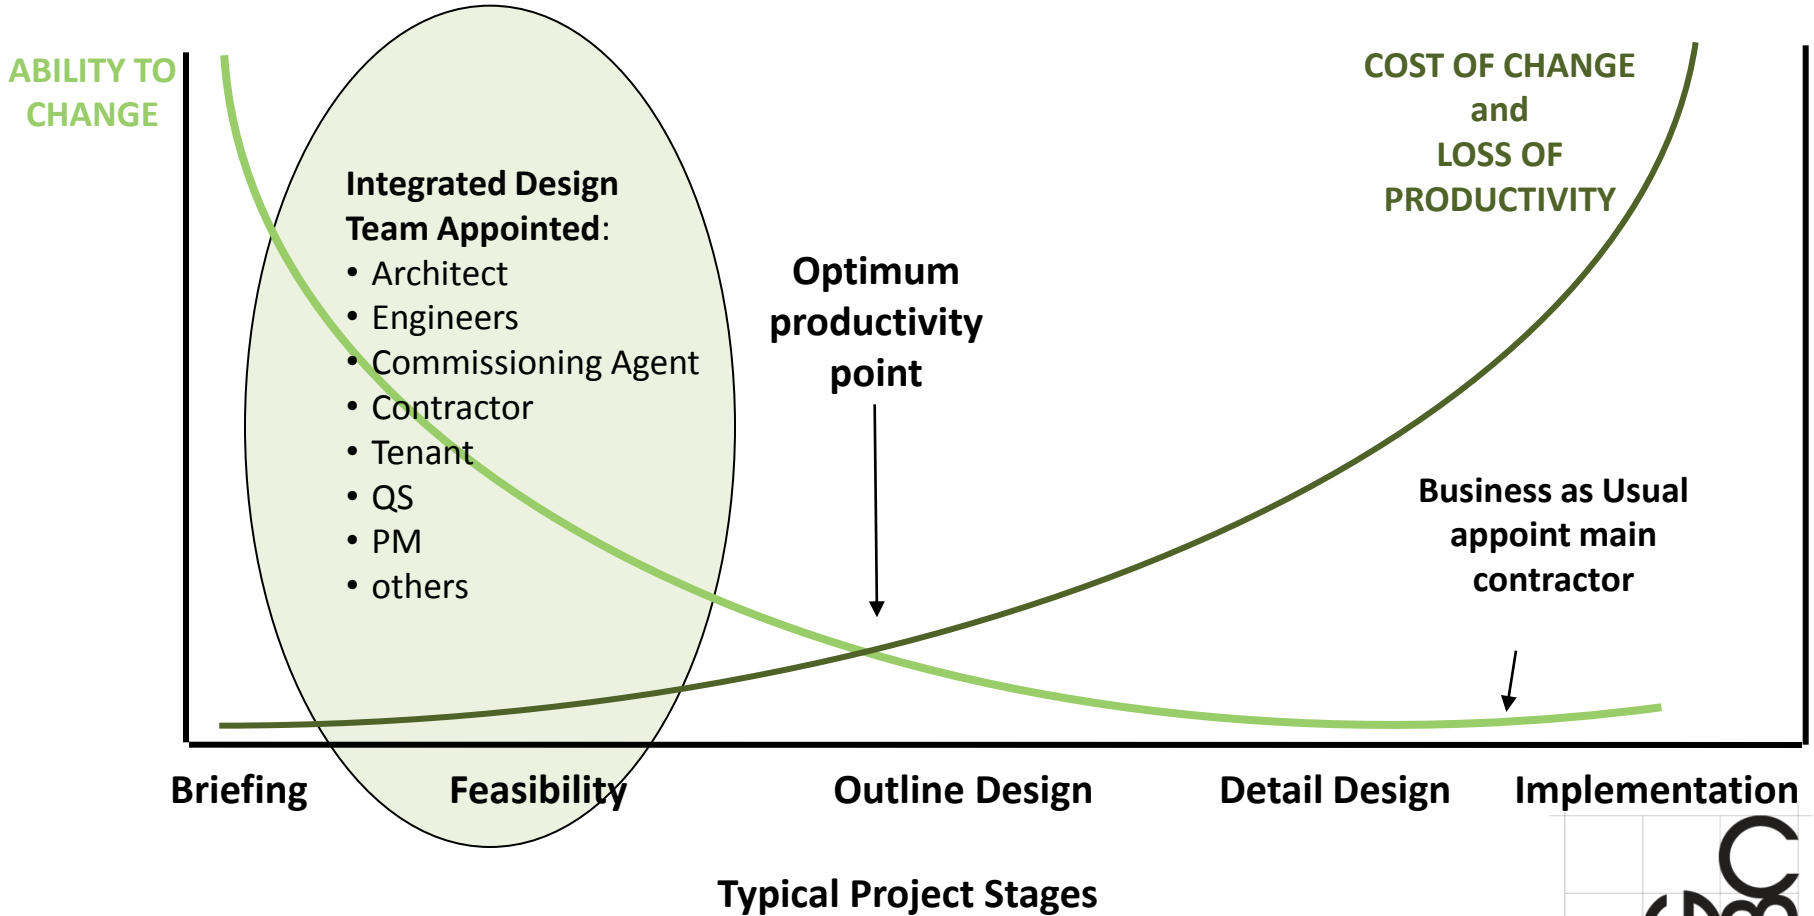 ABILITY TO
CHANGE
COST OF CHANGE
and
LOSS OF
PRODUCTIVITY
Integrated Design
Team Appointed:
• Architect
• Engineers
• Commissioning Agent
• Contractor
• Tenant
• QS
• PM
• others
Optimum
productivity
point
Business as Usual
appoint main
contractor
Briefing
Feasibility
Outline Design
Detail Design
Implementation
Typical Project Stages